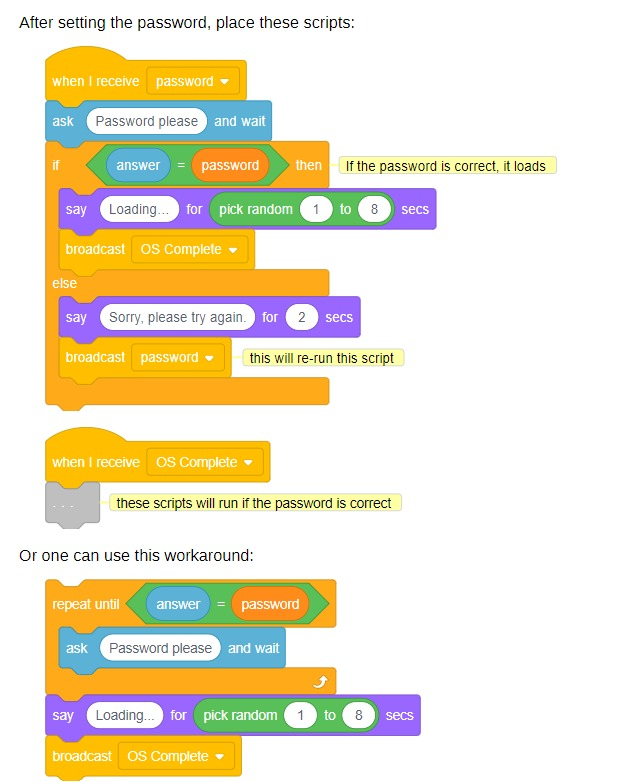 After setting the password, place these scripts:
when I receive password
ask Password please and wait
if answer = password then If the password is correct, it loads
say Loading... for pick random 1 to 8 secs
broadcast OS Complete
else
say Sorry, please try again. for 2 secs
broadcast password this will re-run this script
when I receive OS Complete
. . . these scripts will run if the password is correct
Or one can use this workaround:
repeat until answer = password
ask Password please and wait
say Loading... for pick random 1 to 8 secs
broadcast OS Complete